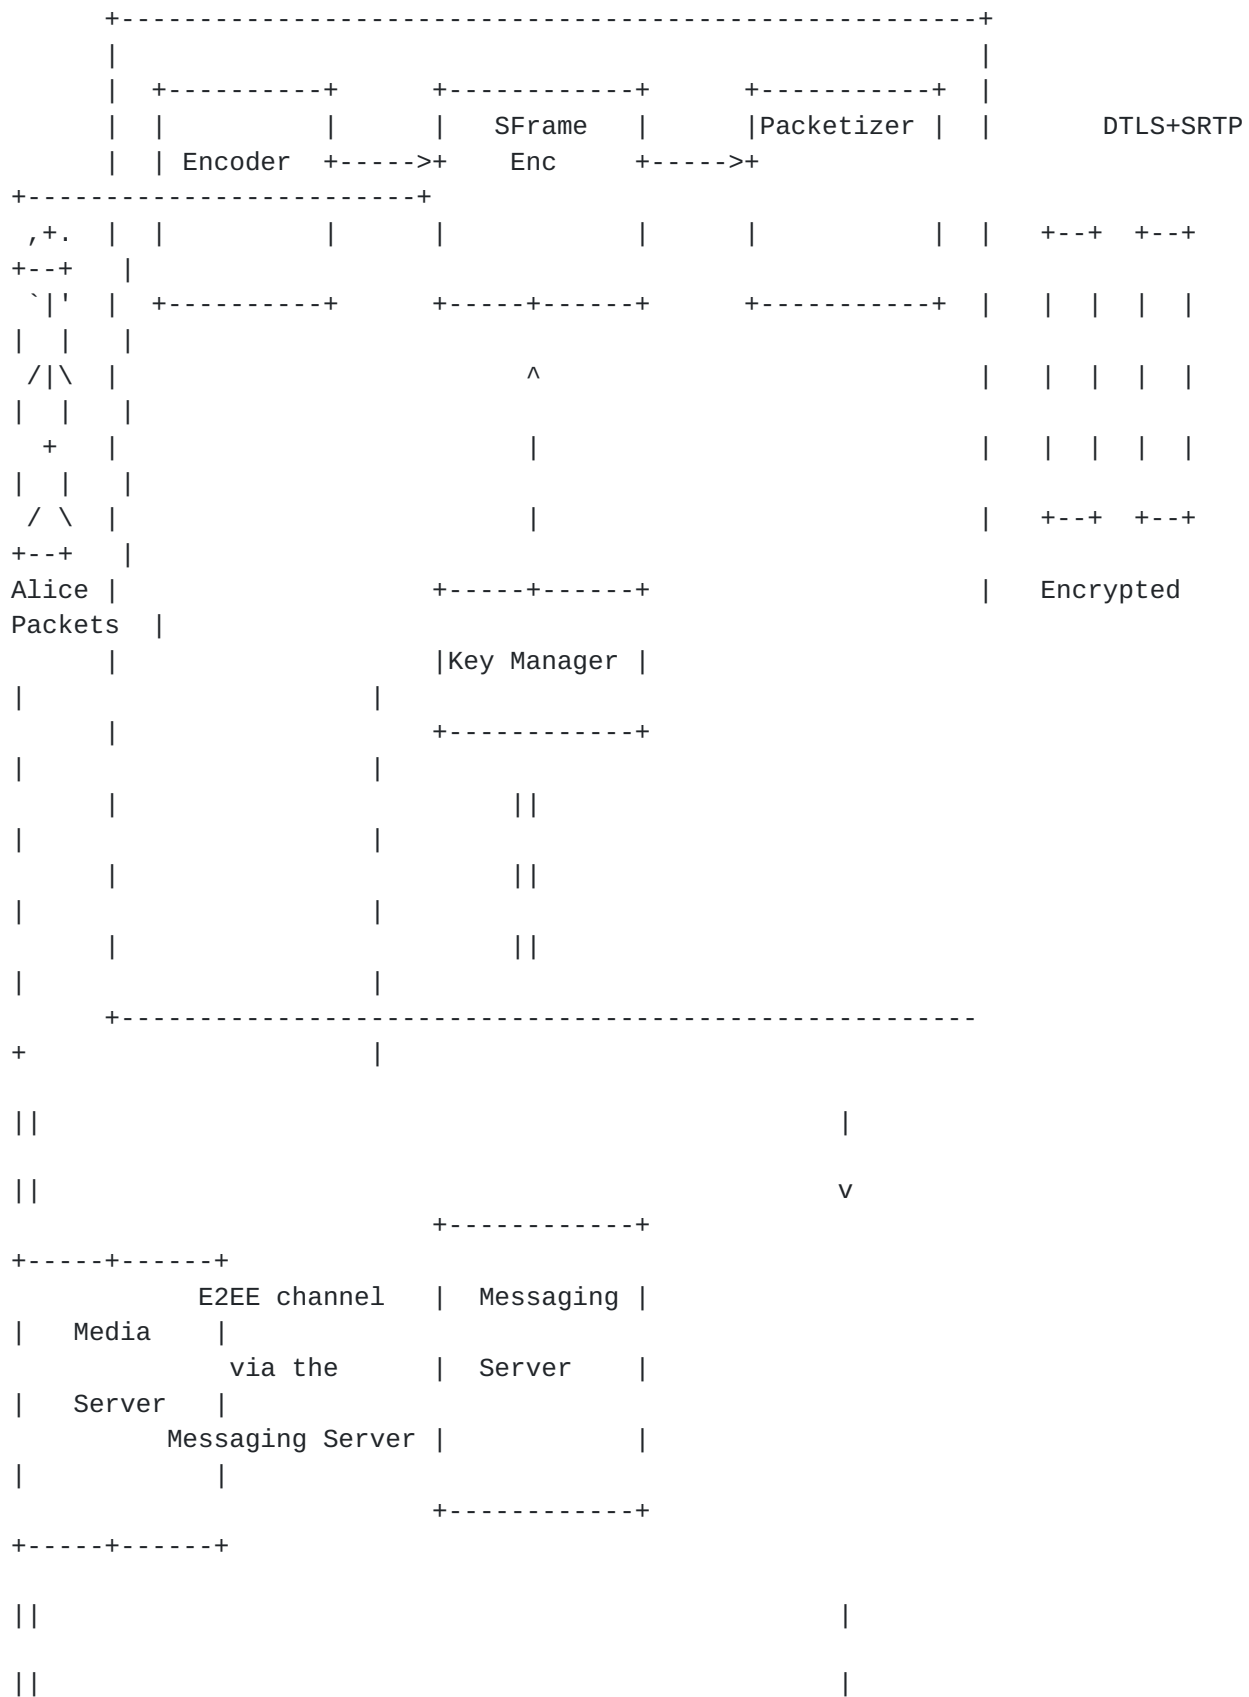 SFrame Packetizer DTLS+SRTP
Encoder Enc
Alice Encrypted
Packets
Key Manager
E2EE channel Messaging
Media
via the Server
Server
Messaging Server